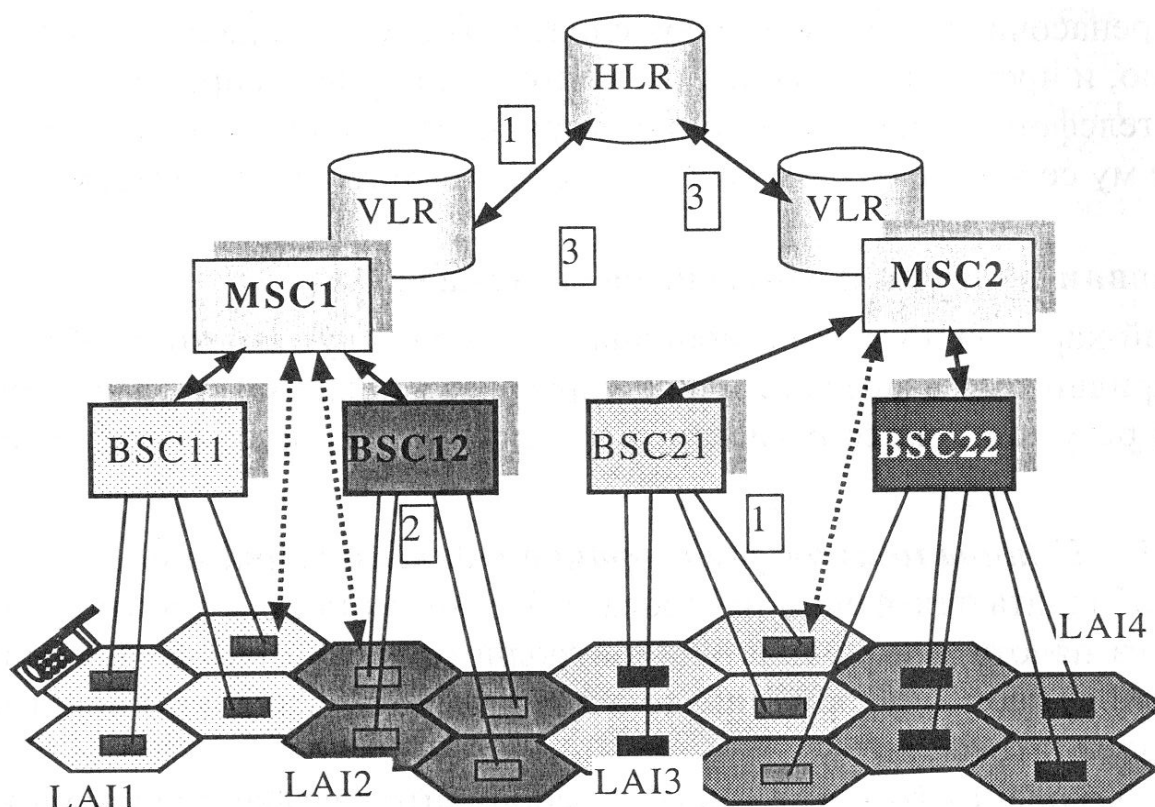 HLR
1
VLR
3
3
VLR
MSC1
MSC2
BSC11
BSC12
BSC21
BSC22
2
1
LAI4
LAI1
LAI2
LAI3